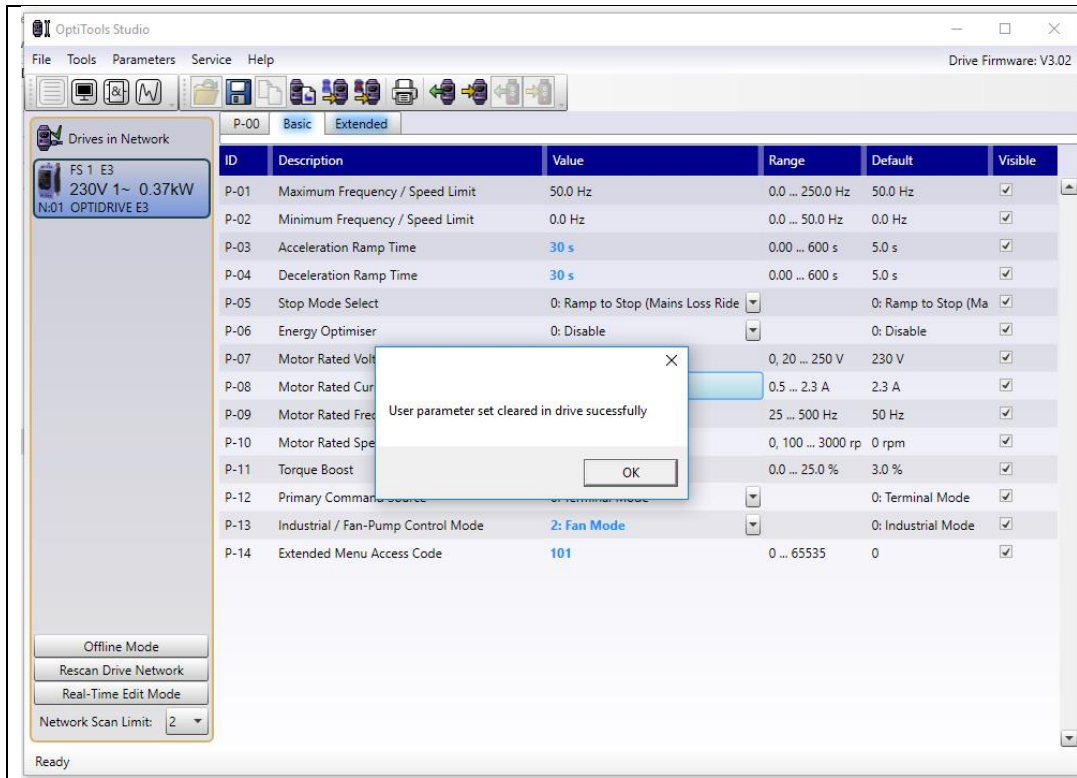 OptiTools Studio
File Tools Parameters Service Help Drive Firmware: V3.02
P-00 Basic Extended
Drives in Network
FS 1 E3
230V 1~ 0.37kW
N:01 OPTIDRIVE E3
ID Description Value Range Default Visible
P-01 Maximum Frequency / Speed Limit 50.0 Hz 0.0 ... 250.0 Hz 50.0 Hz
P-02 Minimum Frequency / Speed Limit 0.0 Hz 0.0 ... 50.0 Hz 0.0 Hz
P-03 Acceleration Ramp Time 30 s 0.00 ... 600 s 5.0 s
P-04 Deceleration Ramp Time 30 s 0.00 ... 600 s 5.0 s
P-05 Stop Mode Select 0: Ramp to Stop (Mains Loss Ride 0: Ramp to Stop (Ma
P-06 Energy Optimiser 0: Disable 0: Disable
P-07 Motor Rated Volt 0, 20 ... 250 V 230 V
P-08 Motor Rated Cur 0.5 ... 2.3 A 2.3 A
P-09 Motor Rated Fre 25 ... 500 Hz 50 Hz
P-10 Motor Rated Spe 0, 100 ... 3000 rp 0 rpm
P-11 Torque Boost 0.0 ... 25.0 % 3.0 %
P-12 Primary Command Source 0: Terminal Mode 0: Terminal Mode
P-13 Industrial / Fan-Pump Control Mode 2: Fan Mode 0: Industrial Mode
P-14 Extended Menu Access Code 101 0 ... 65535 0
User parameter set cleared in drive sucessfully
OK
Offline Mode
Rescan Drive Network
Real-Time Edit Mode
Network Scan Limit: 2
Ready